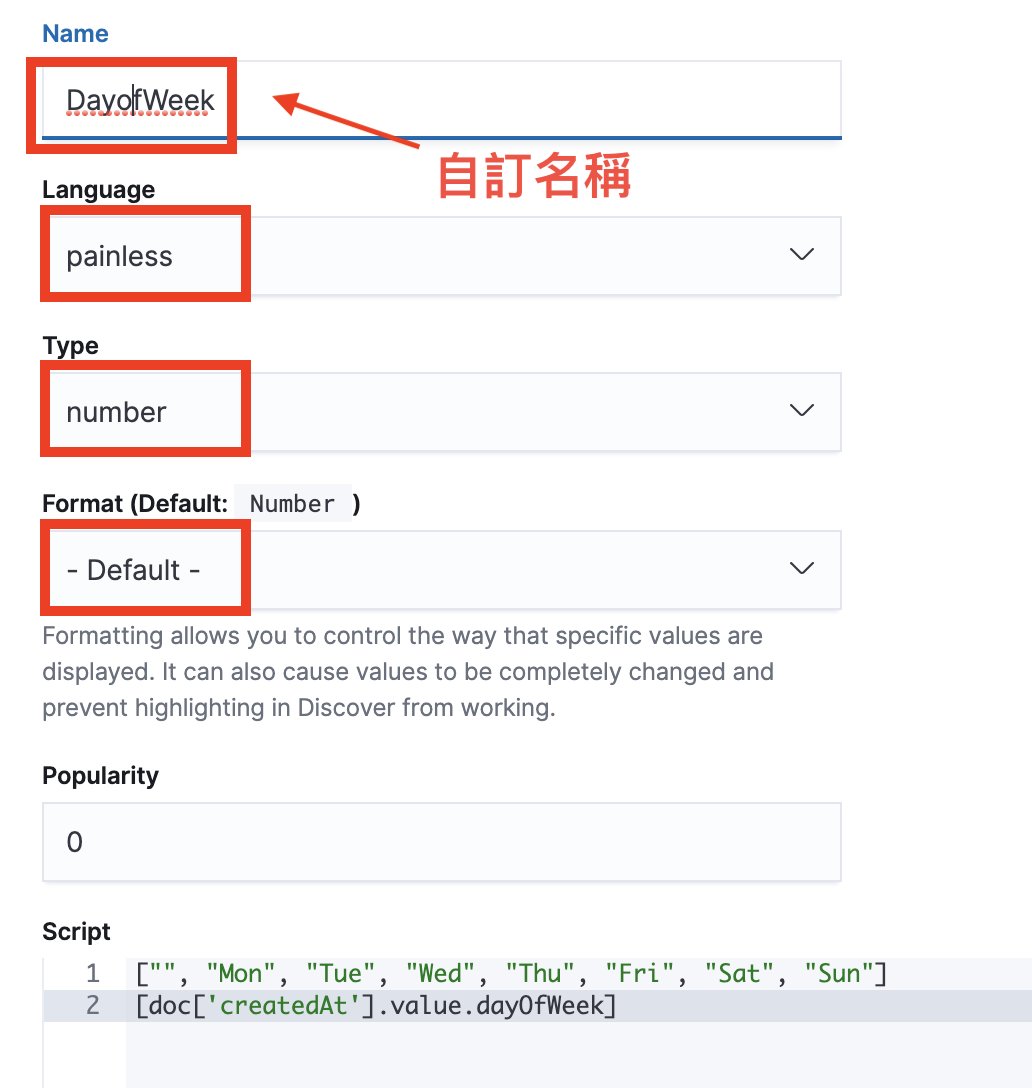 Name
DayofWeek
自訂名稱
Language
painless
Type
number
Format (Default: Number )
- Default -
Formatting allows you to control the way that specific values are
displayed. It can also cause values to be completely changed and
prevent highlighting in Discover from working.
Popularity
0
Script
1 ["", "Mon", "Tue", "Wed", "Thu", "Fri", "Sat", "Sun"]
2 [doc['createdAt'].value.dayOfWeek]